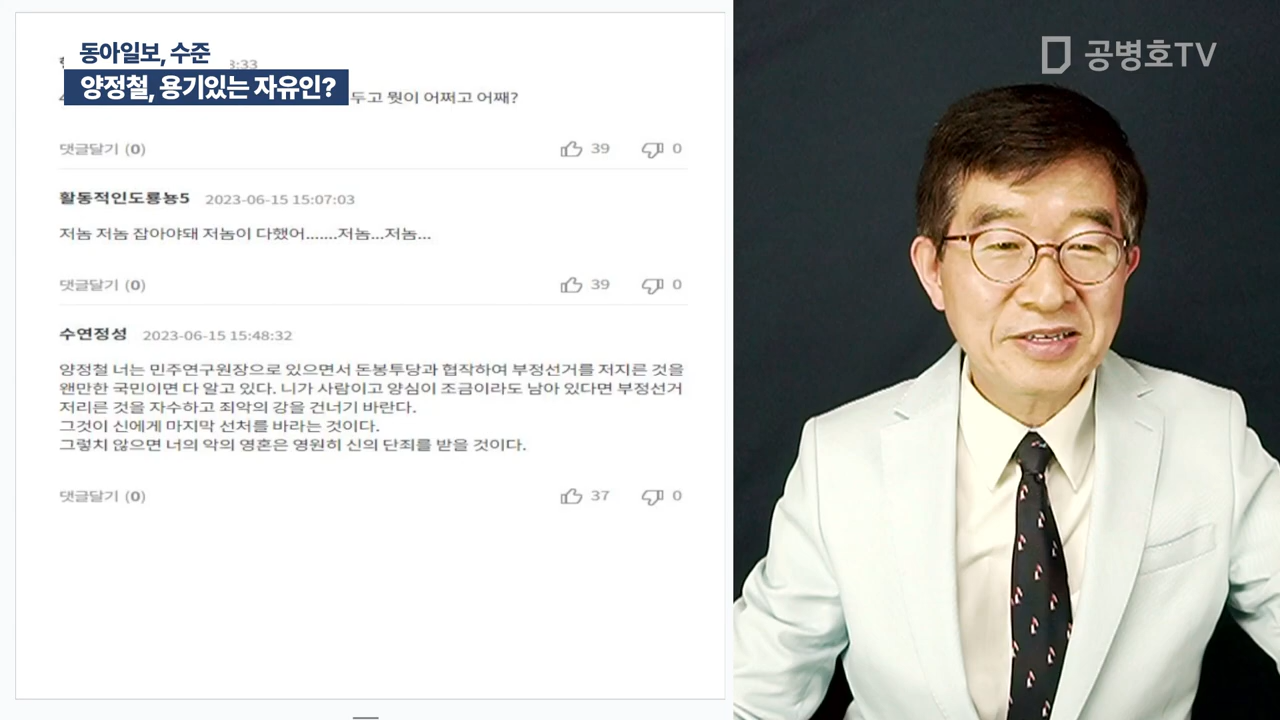 동아일보, 수준
:33
양정철, 용기있는 자유인?
두고 뭣이 어쩌고 어째?
댓글달기 (0)
39
0
활동적인도룡뇽5 2023-06-15 15:07:03
저놈 저놈 잡아야돼 저놈이 다했어.......저놈...저놈...
댓글달기 (0)
39
0
수연정성 2023-06-15 15:48:32
양정철 너는 민주연구원장으로 있으면서 돈봉투당과 협작하여 부정선거를 저지른 것을
왠만한 국민이면 다 알고 있다. 니가 사람이고 양심이 조금이라도 남아 있다면 부정선거
저리른 것을 자수하고 죄악의 강을 건너기 바란다.
그것이 신에게 마지막 선처를 바라는 것이다.
그렇치 않으면 너의 악의 영혼은 영원히 신의 단죄를 받을 것이다.
댓글달기 (0)
37
0
공병호TV